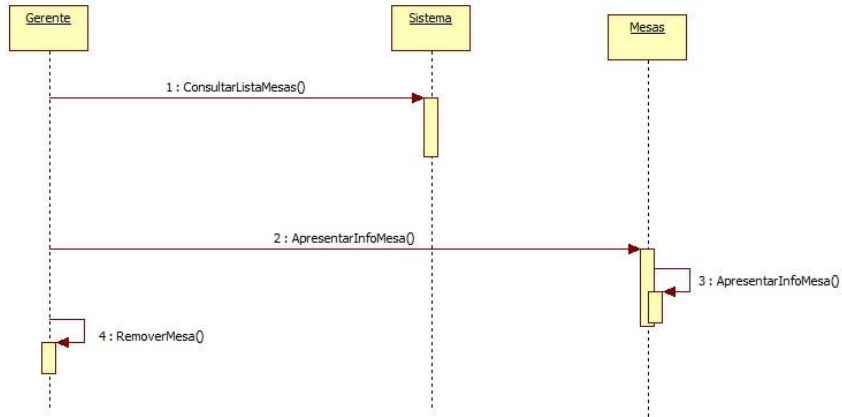 Gerente
Sistema
Mesas
1 : ConsultarListaMesas()
2 : ApresentarInfoMesa()
3 : ApresentarInfoMesa()
4 : RemoverMesa()